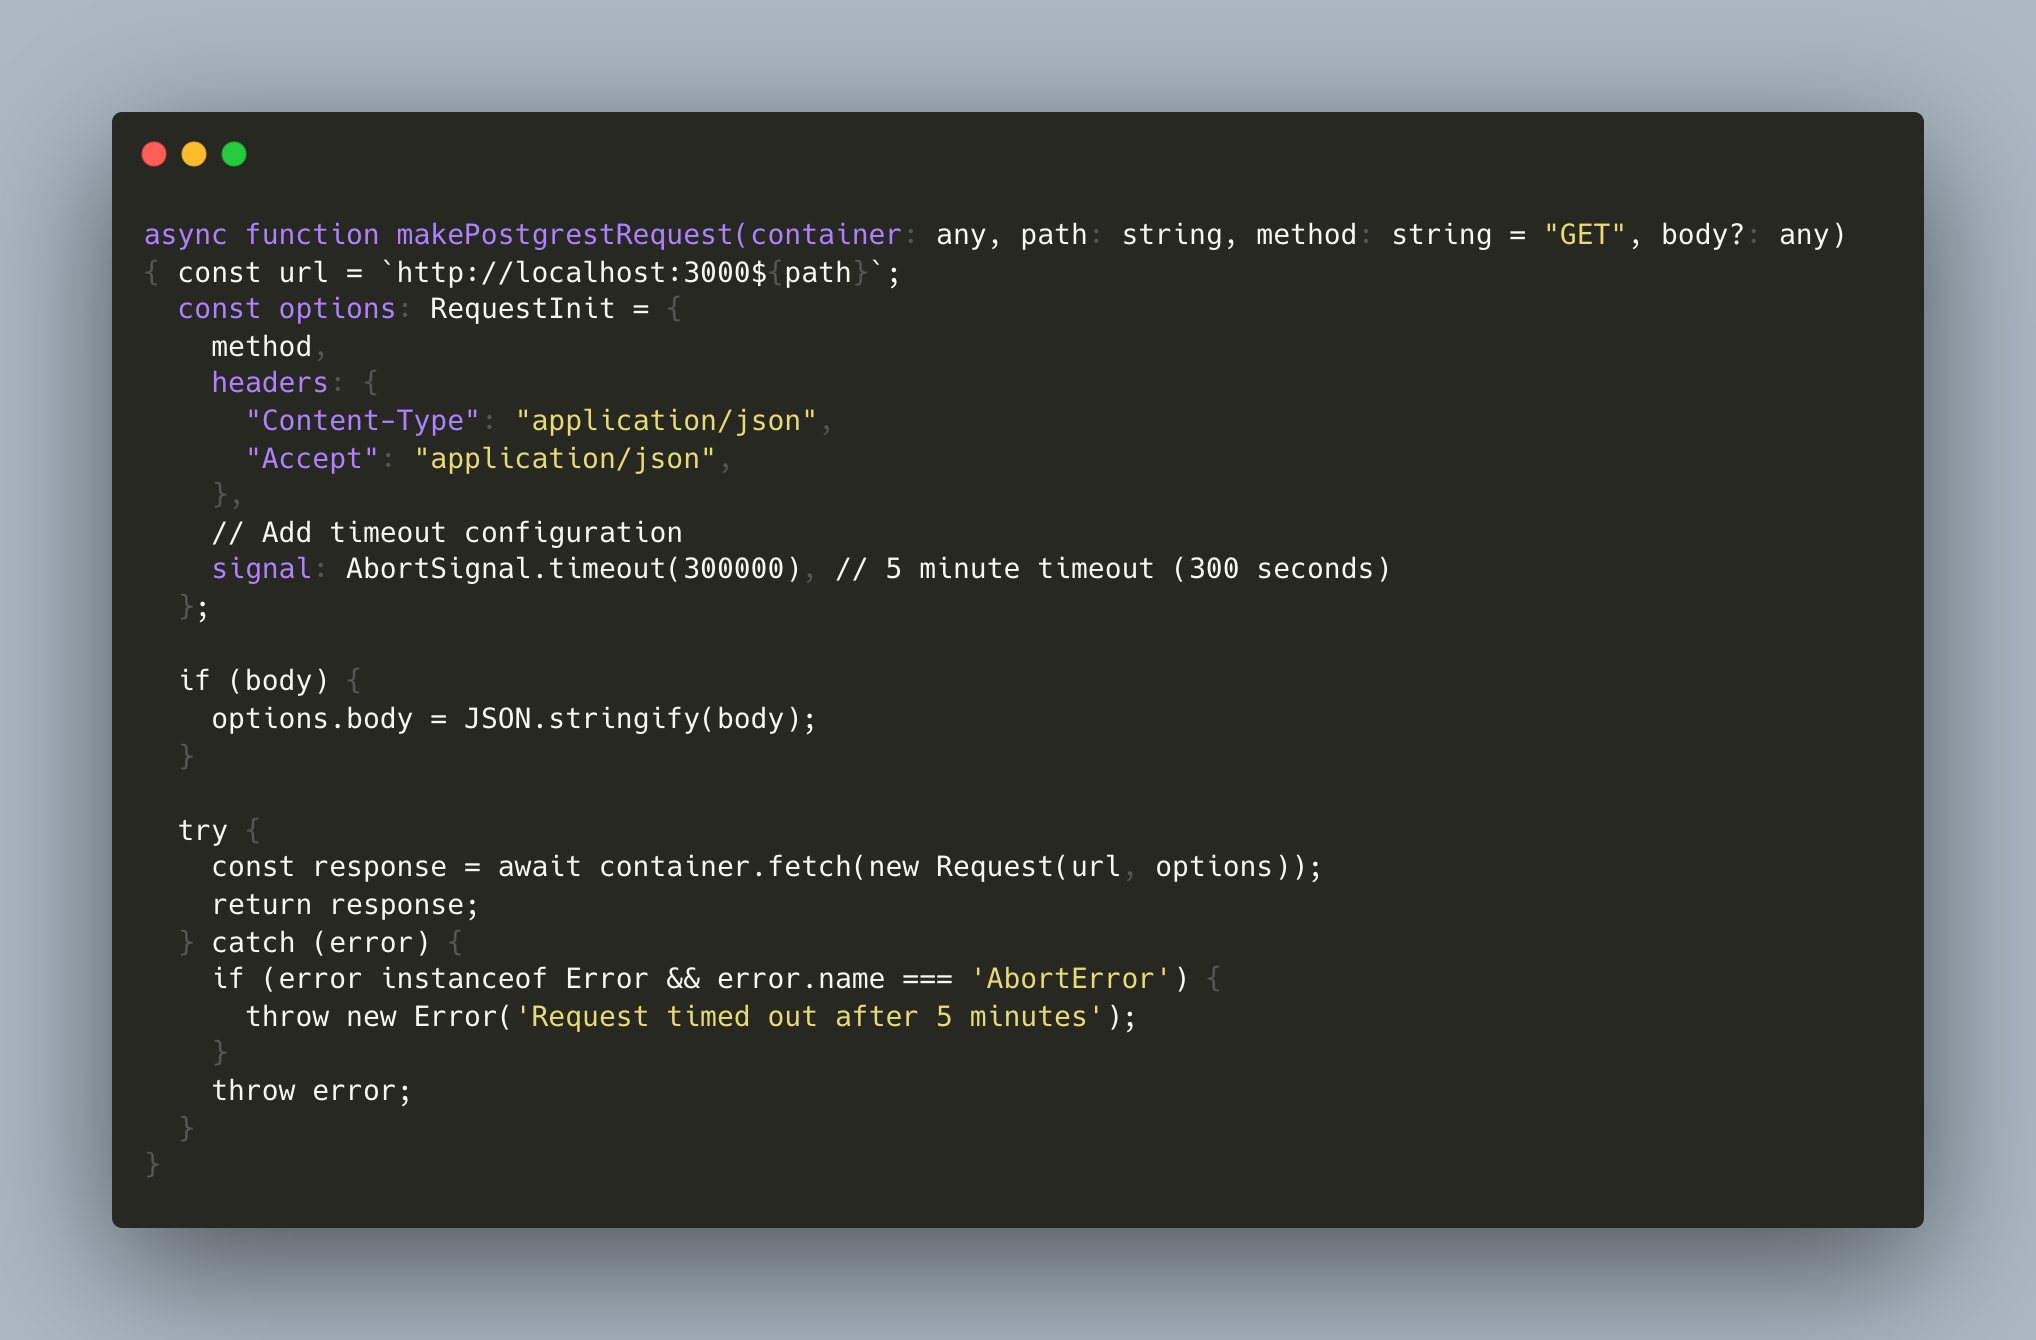 async function makePostgrestRequest(container: any, path: string, method: string = "GET", body?: any)
{ const url = `http://localhost:3000${path}`;
  const options: RequestInit = {
    method,
    headers: {
      "Content-Type": "application/json",
      "Accept": "application/json",
    },
    // Add timeout configuration
    signal: AbortSignal.timeout(300000), // 5 minute timeout (300 seconds)
  };

  if (body) {
    options.body = JSON.stringify(body);
  }

  try {
    const response = await container.fetch(new Request(url, options));
    return response;
  } catch (error) {
    if (error instanceof Error && error.name === 'AbortError') {
      throw new Error('Request timed out after 5 minutes');
    }
    throw error;
  }
}